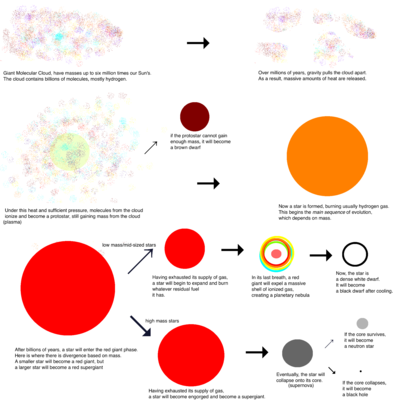 Giant Molecular Cloud, have masses up to six million times our Sun's.
The cloud contains billions of molecules, mostly hydrogen.
Over millions of years, gravity pulls the cloud apart.
As a result, massive amounts of heat are released.
If the protostar cannot gain
enough mass, it will become
a brown dwarf
Under this heat and sufficient pressure, molecules from the cloud
ionize and become a protostar, still gaining mass from the cloud
(plasma)
Now a star is formed, burning usually hydrogen gas.
This begins the main sequence of evolution,
which depends on mass.
low mass/mid-sized stars
Having exhausted its supply of gas,
a star will begin to expand and burn
whatever residual fuel
it has.
In its last breath, a red
giant will expel a massive
shell of ionized gas,
creating a planetary nebula
Now, the star is
a dense white dwarf.
It will become
a black dwarf after cooling.
high mass stars
After billions of years, a star will enter the red giant phase.
Here is where there is divergence based on mass.
A smaller star will become a red giant, but
a larger star will become a red supergiant
Having exhausted its supply of gas,
a star will be engorged and become a supergiant.
Eventually, the star will
collapse onto its core.
(supernova)
If the core survives,
it will become
a neutron star
If the core collapses,
it will become
a black hole